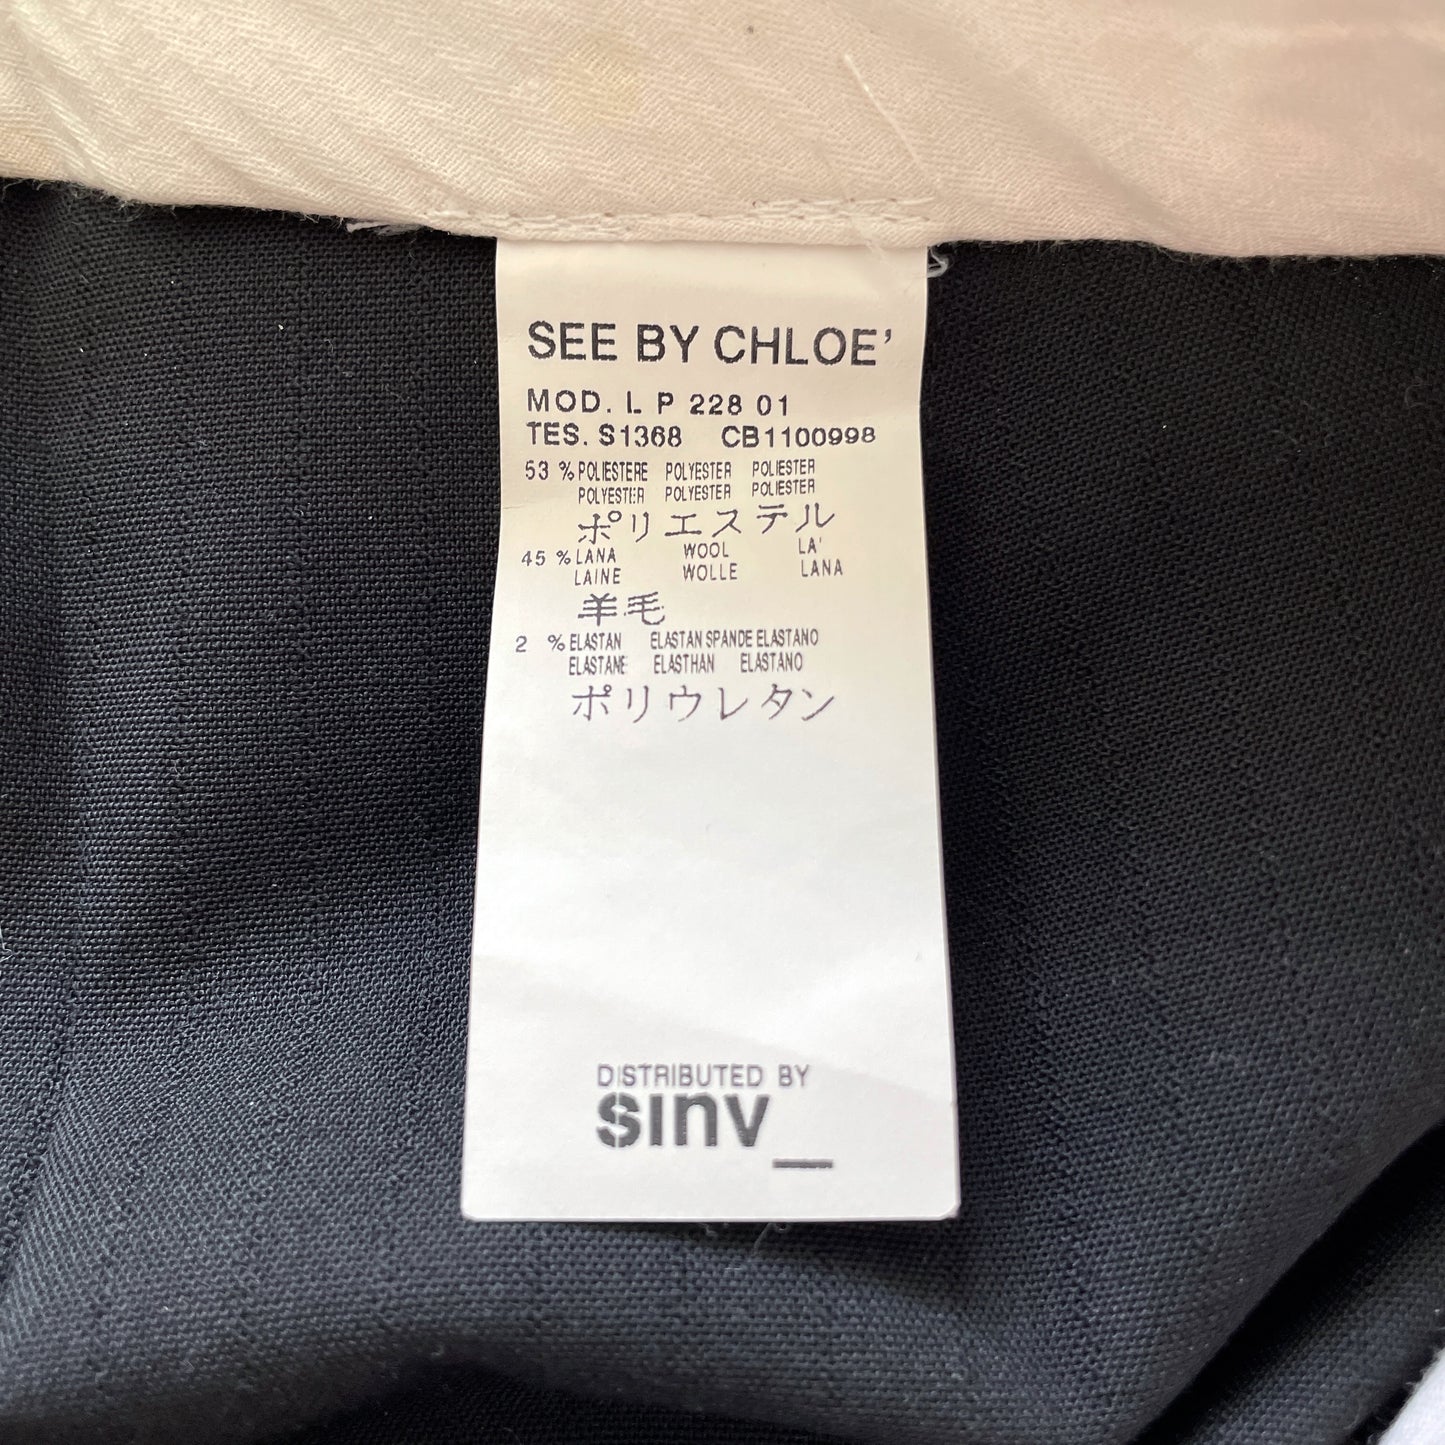 SEE BY CHLOE'
MOD. L P 228 01
TES. S1368 CB1100998
53 % POLIESTERE POLYESTER POLIESTER
POLYESTER POLYESTER POLIESTER
ポリエステル
45 % LANA WOOL LA'
LAINE WOLLE LANA
羊毛
2 % ELASTAN ELASTAN SPANDE ELASTANO
ELASTANE ELASTHAN ELASTANO
ポリウレタン
DISTRIBUTED BY
sinv_